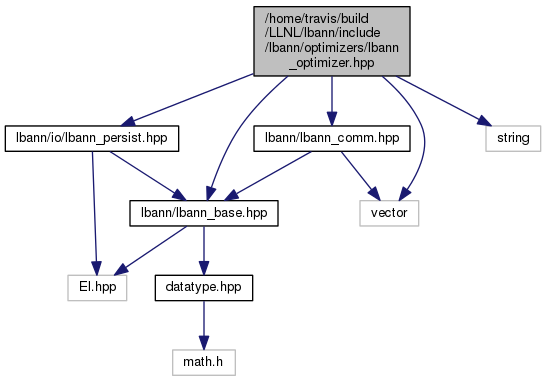 /home/travis/build
/LLNL/lbann/include
/lbann/optimizers/lbann
_optimizer.hpp
lbann/io/lbann_persist.hpp
lbann/lbann_comm.hpp
string
lbann/lbann_base.hpp
vector
El.hpp
datatype.hpp
math.h